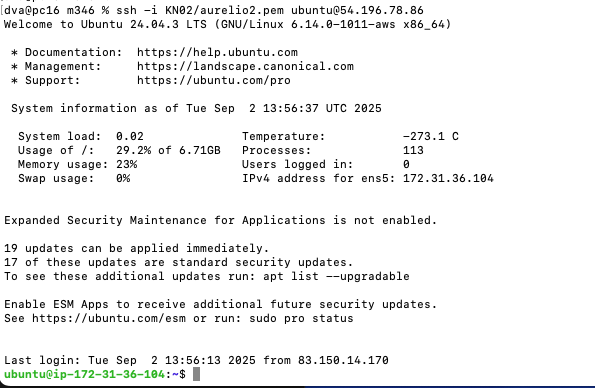 [dva@pc16 m346 % ssh -i KN02/aurelio2.pem ubuntu@54.196.78.86
Welcome to Ubuntu 24.04.3 LTS (GNU/Linux 6.14.0-1011-aws x86_64)
* Documentation:  https://help.ubuntu.com
* Management:     https://landscape.canonical.com
* Support:        https://ubuntu.com/pro
System information as of Tue Sep  2 13:56:37 UTC 2025
System load:  0.02               Temperature:           -273.1 C
Usage of /:   29.2% of 6.71GB   Processes:             113
Memory usage: 23%                Users logged in:       0
Swap usage:   0%                 IPv4 address for ens5: 172.31.36.104
Expanded Security Maintenance for Applications is not enabled.
19 updates can be applied immediately.
17 of these updates are standard security updates.
To see these additional updates run: apt list --upgradable
Enable ESM Apps to receive additional future security updates.
See https://ubuntu.com/esm or run: sudo pro status
Last login: Tue Sep  2 13:56:13 2025 from 83.150.14.170
ubuntu@ip-172-31-36-104:~$